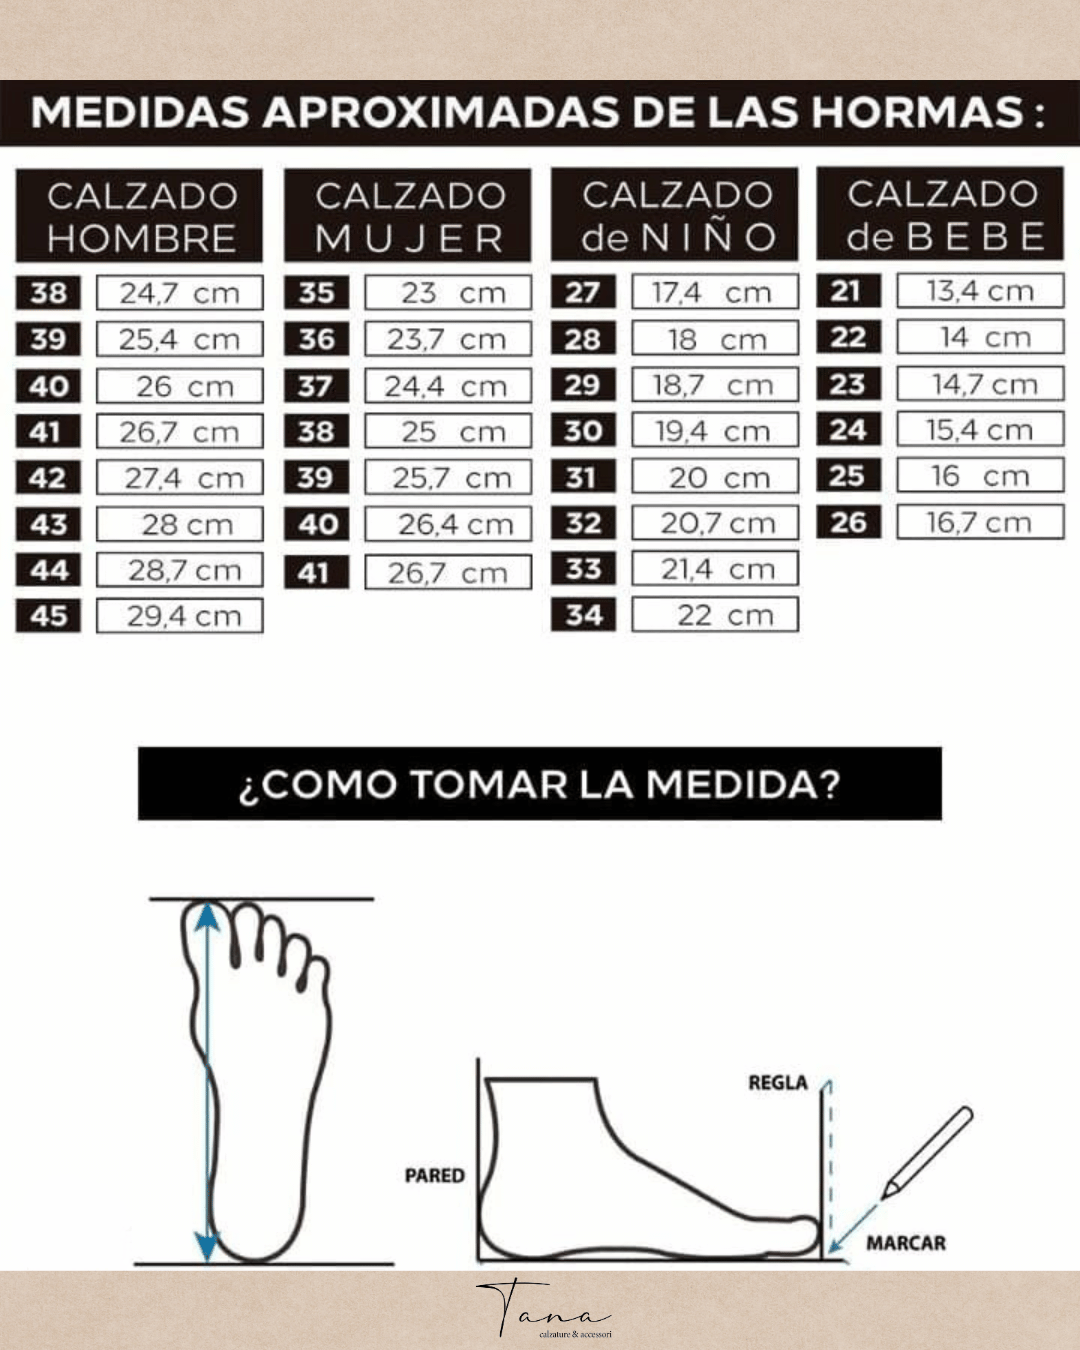 MEDIDAS APROXIMADAS DE LAS HORMAS :
CALZADO
HOMBRE
38 24,7 cm
39 25,4 cm
40 26 cm
41 26,7 cm
42 27,4 cm
43 28 cm
44 28,7 cm
45 29,4 cm
CALZADO
MUJER
35 23 cm
36 23,7 cm
37 24,4 cm
38 25 cm
39 25,7 cm
40 26,4 cm
41 26,7 cm
CALZADO
de NIÑO
27 17,4 cm
28 18 cm
29 18,7 cm
30 19,4 cm
31 20 cm
32 20,7 cm
33 21,4 cm
34 22 cm
CALZADO
de BEBE
21 13,4 cm
22 14 cm
23 14,7 cm
24 15,4 cm
25 16 cm
26 16,7 cm
¿COMO TOMAR LA MEDIDA?
REGLA
PARED
MARCAR
Tana
calzature & accessori